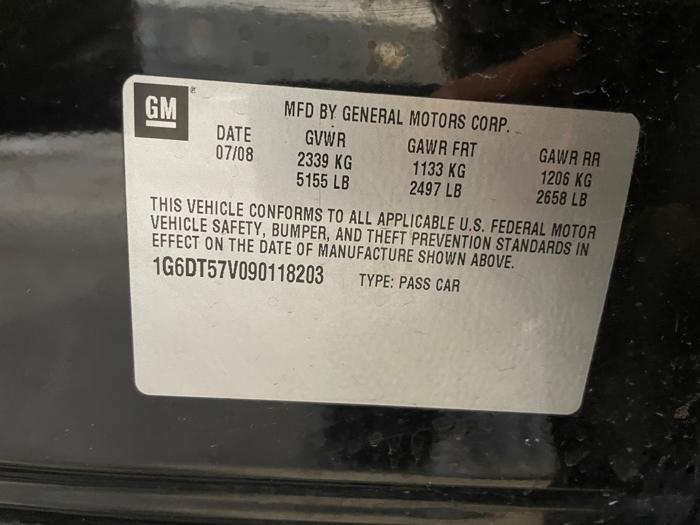 GM
MFD BY GENERAL MOTORS CORP.
DATE GVWR GAWR FRT GAWR RR
07/08 2339 KG 1133 KG 1206 KG
5155 LB 2497 LB 2658 LB
THIS VEHICLE CONFORMS TO ALL APPLICABLE U.S. FEDERAL MOTOR
VEHICLE SAFETY, BUMPER, AND THEFT PREVENTION STANDARDS IN
EFFECT ON THE DATE OF MANUFACTURE SHOWN ABOVE.
1G6DT57V090118203 TYPE: PASS CAR